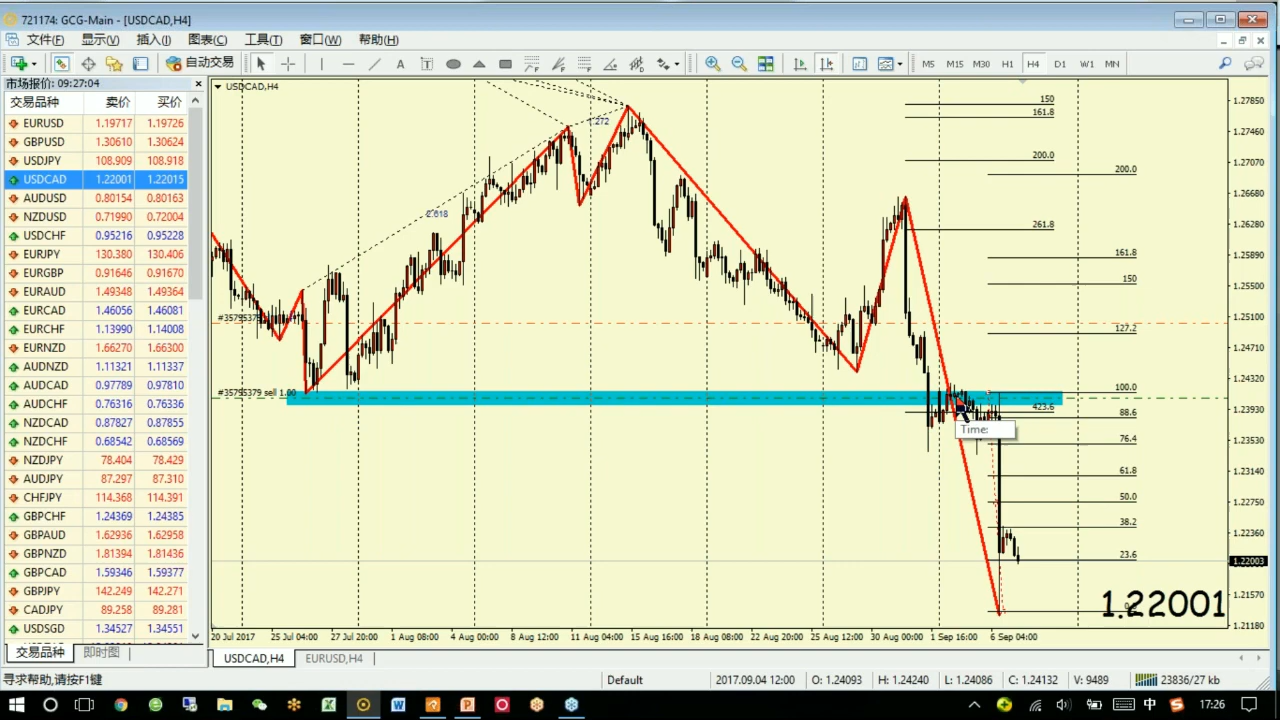 721174: GCG-Main - [USDCAD,H4]
文件(F) 显示(V) 插入(I) 图表(C) 工具(T) 窗口(W) 帮助(H)
自动交易 A T M5 M15 M30 H1 H4 D1 W1 MN
市场报价: 09:27:04
交易品种 卖价 买价
EURUSD 1.19717 1.19726
GBPUSD 1.30610 1.30624
USDJPY 108.909 108.918
USDCAD 1.22001 1.22015
AUDUSD 0.80154 0.80163
NZDUSD 0.71990 0.72004
USDCHF 0.95216 0.95228
EURJPY 130.380 130.406
EURGBP 0.91646 0.91670
EURAUD 1.49348 1.49364
EURCAD 1.46056 1.46081
EURCHF 1.13990 1.14008
EURNZD 1.66270 1.66300
AUDNZD 1.11321 1.11337
AUDCAD 0.97789 0.97810
AUDCHF 0.76316 0.76336
NZDCAD 0.87827 0.87855
NZDCHF 0.68542 0.68569
NZDJPY 78.404 78.429
AUDJPY 87.297 87.310
CHFJPY 114.368 114.391
GBPCHF 1.24369 1.24385
GBPAUD 1.62936 1.62958
GBPNZD 1.81394 1.81436
GBPCAD 1.59346 1.59377
GBPJPY 142.249 142.271
CADJPY 89.258 89.281
USDSGD 1.34527 1.34551
交易品种 即时图
USDCAD,H4
1.272
2.618
#35795379
#35795379 sell 1.00
150
161.8
200.0
261.8
423.6
200.0
161.8
150
127.2
100.0
88.6
76.4
61.8
50.0
38.2
23.6
Time:
1.22001
1.27850
1.27460
1.27070
1.26680
1.26280
1.25890
1.25500
1.25100
1.24710
1.24320
1.23930
1.23530
1.23140
1.22750
1.22360
1.22003
1.21570
1.21180
20 Jul 2017 25 Jul 04:00 27 Jul 20:00 1 Aug 08:00 4 Aug 00:00 8 Aug 12:00 11 Aug 04:00 15 Aug 16:00 18 Aug 08:00 22 Aug 20:00 25 Aug 12:00 30 Aug 00:00 1 Sep 16:00 6 Sep 04:00
USDCAD,H4 EURUSD,H4
寻求帮助,请按F1键 Default 2017.09.04 12:00 O: 1.24093 H: 1.24240 L: 1.24086 C: 1.24132 V: 9489 23836/27 kb
中 17:26